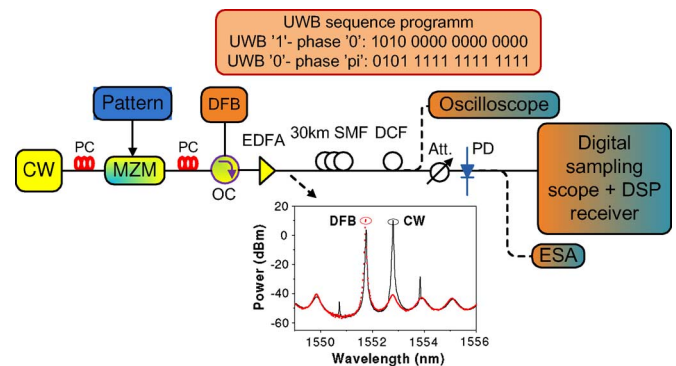 UWB sequence programm
UWB '1'- phase '0': 1010 0000 0000 0000
UWB '0'- phase 'pi': 0101 1111 1111 1111
Pattern
DFB
Oscilloscope
PC
PC
EDFA
30km SMF
DCF
Att.
PD
CW
MZM
OC
Digital
sampling
scope + DSP
receiver
ESA
DFB
CW
Power (dBm)
20
0
-20
-40
-60
1550
1552
1554
1556
Wavelength (nm)